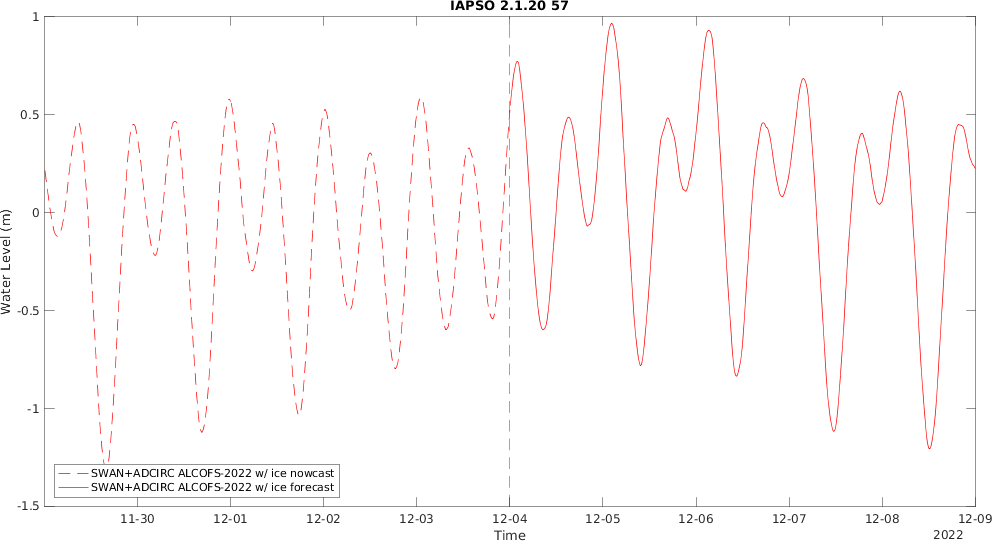 IAPSO 2.1.20 57
Water Level (m)
1
0.5
0
-0.5
-1
-1.5
SWAN+ADCIRC ALCOFS-2022 w/ ice nowcast
SWAN+ADCIRC ALCOFS-2022 w/ ice forecast
11-30 12-01 12-02 12-03 12-04 12-05 12-06 12-07 12-08 12-09
Time
2022